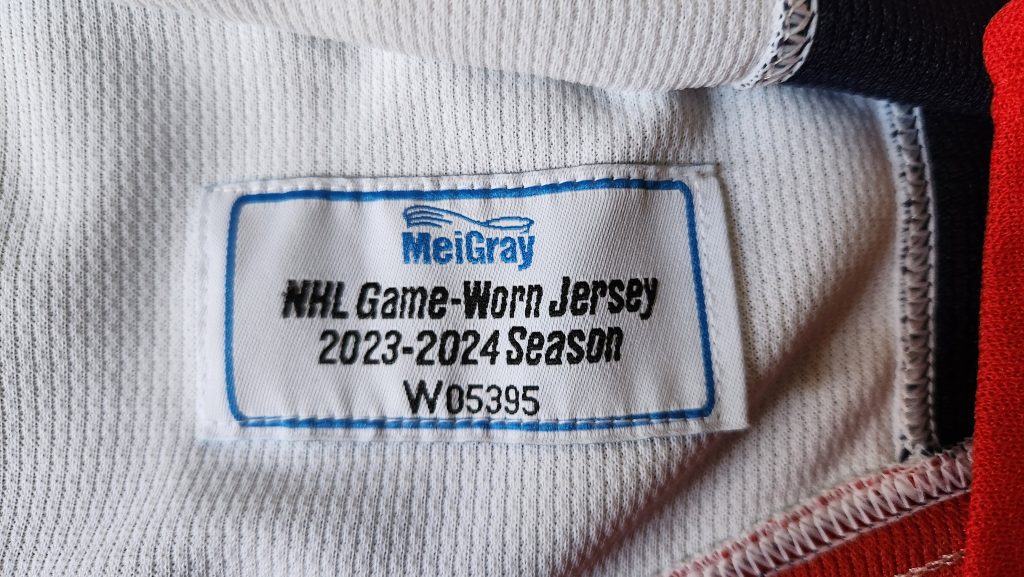 MeiGray
NHL Game-Worn Jersey
2023-2024 Season
W05395